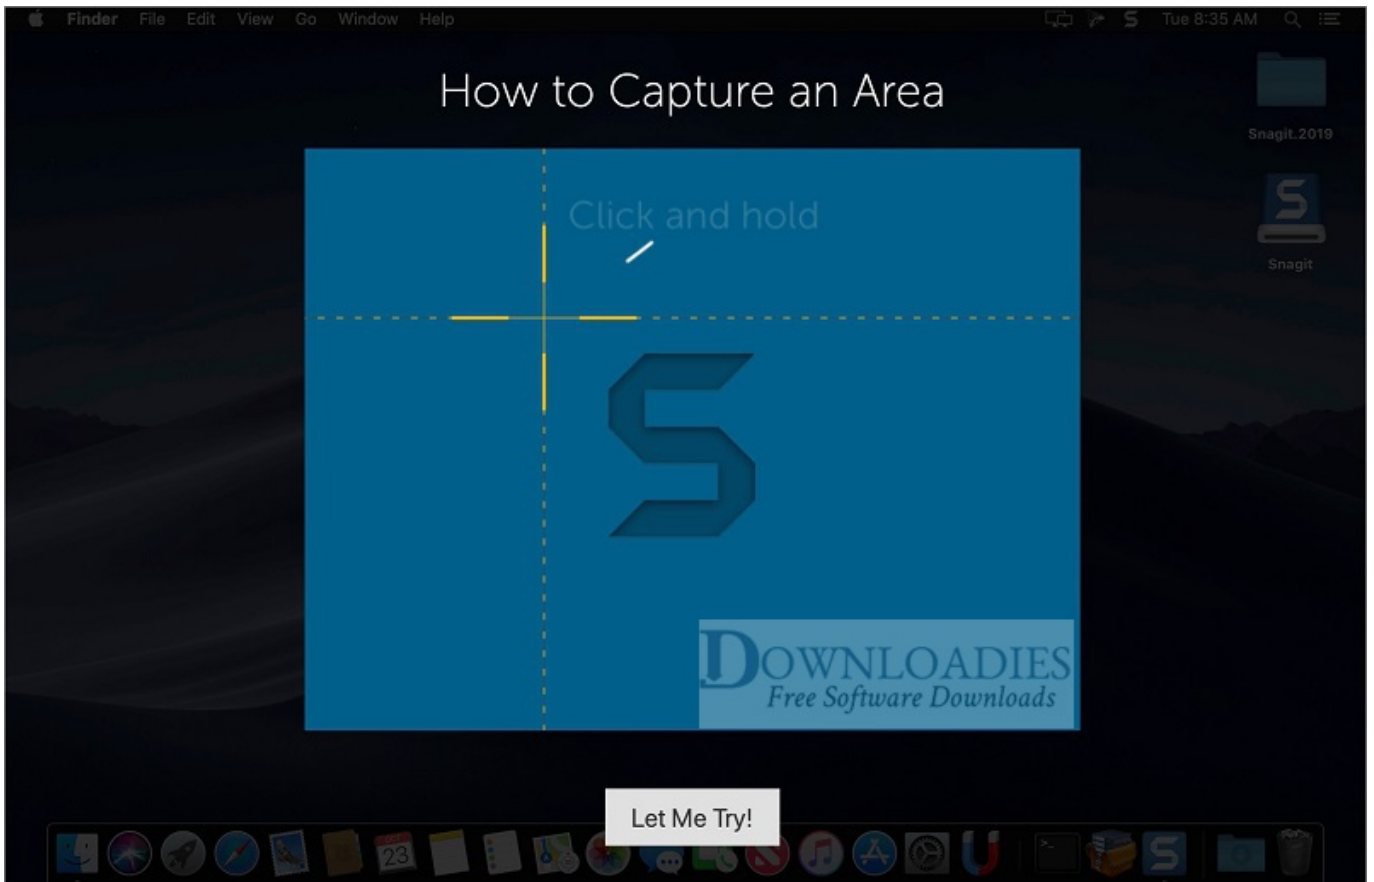 Finder File Edit View Go Window Help
S Tue 8:35 AM
How to Capture an Area
Snagit.2019
Click and hold
S
Snagit
S
DOWNLOADIES
Free Software Downloads
Let Me Try!
23
S